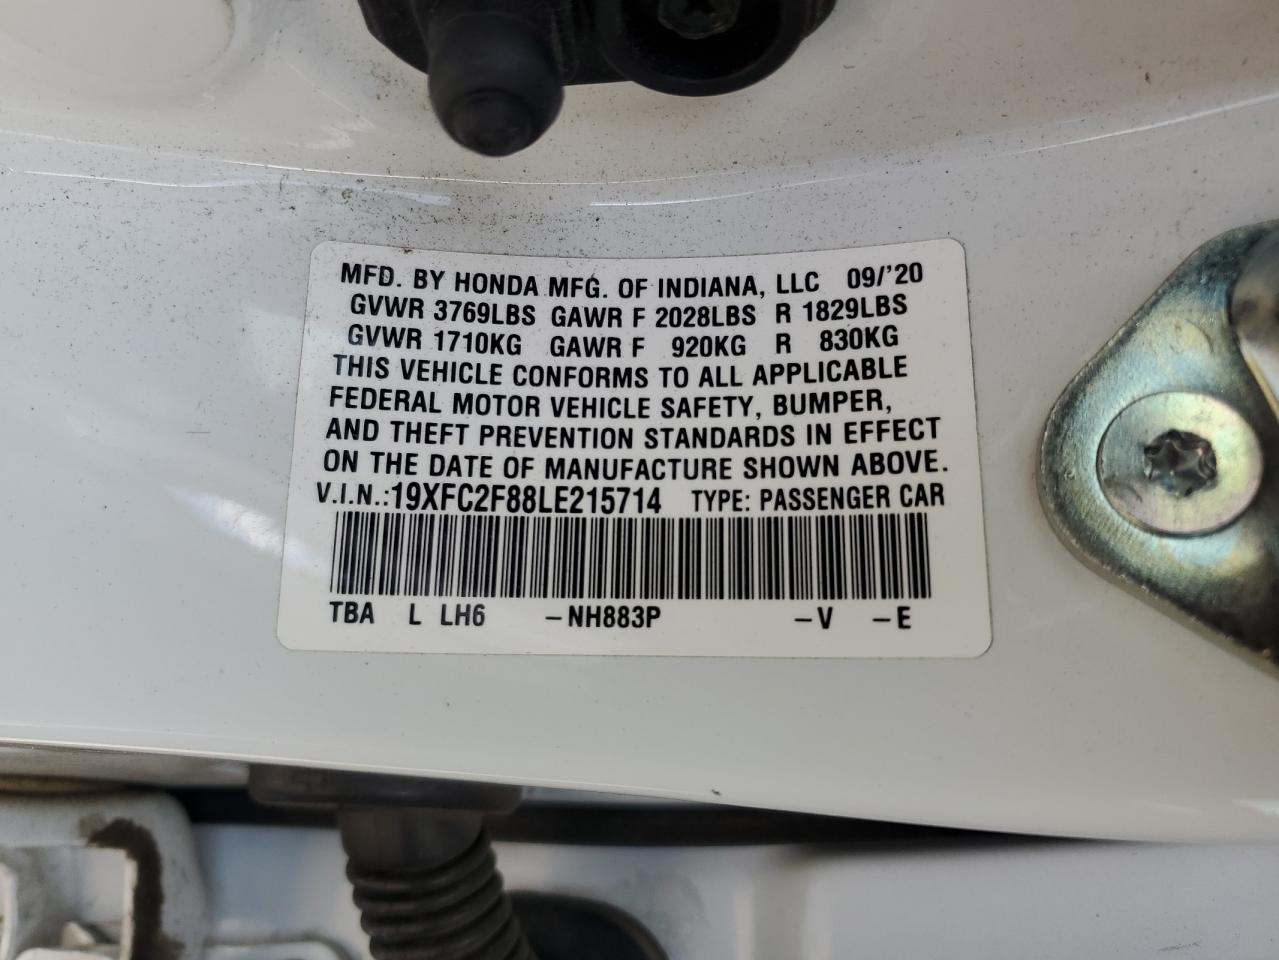 MFD. BY HONDA MFG. OF INDIANA, LLC 09/'20
GVWR 3769LBS GAWR F 2028LBS R 1829LBS
GVWR 1710KG GAWR F 920KG R 830KG
THIS VEHICLE CONFORMS TO ALL APPLICABLE
FEDERAL MOTOR VEHICLE SAFETY, BUMPER,
AND THEFT PREVENTION STANDARDS IN EFFECT
ON THE DATE OF MANUFACTURE SHOWN ABOVE.
V.I.N.:19XFC2F88LE215714 TYPE: PASSENGER CAR
TBA L LH6 -NH883P -V -E